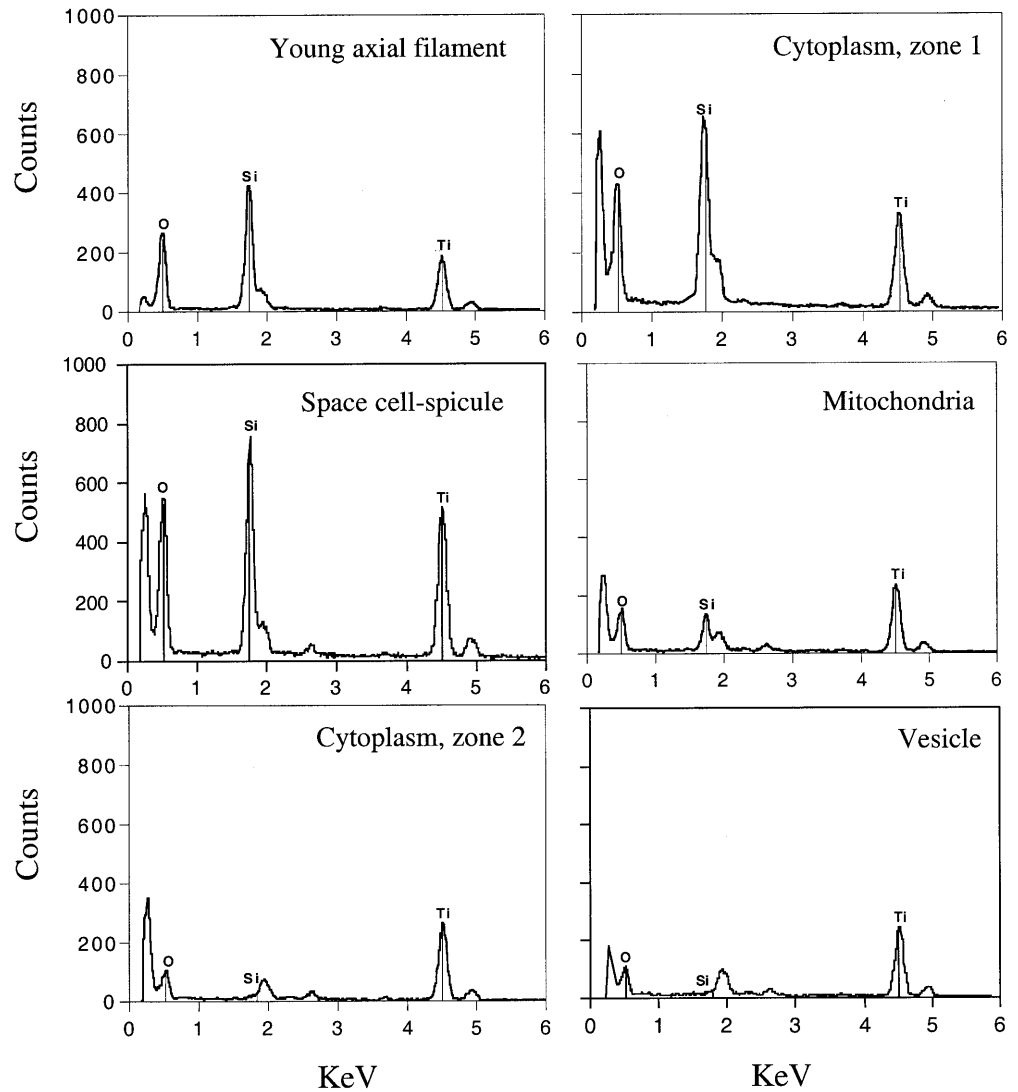 Young axial filament
Counts
1000
800
600
400
200
0
O
Si
Ti
0 1 2 3 4 5 6
Cytoplasm, zone 1
Si
O
Ti
0 1 2 3 4 5 6
Space cell-spicule
Counts
1000
800
600
400
200
0
O
Si
Ti
0 1 2 3 4 5 6
Mitochondria
O
Si
Ti
0 1 2 3 4 5 6
Cytoplasm, zone 2
Counts
1000
800
600
400
200
0
O
Si
Ti
0 1 2 3 4 5 6
KeV
Vesicle
O
Si
Ti
0 1 2 3 4 5 6
KeV